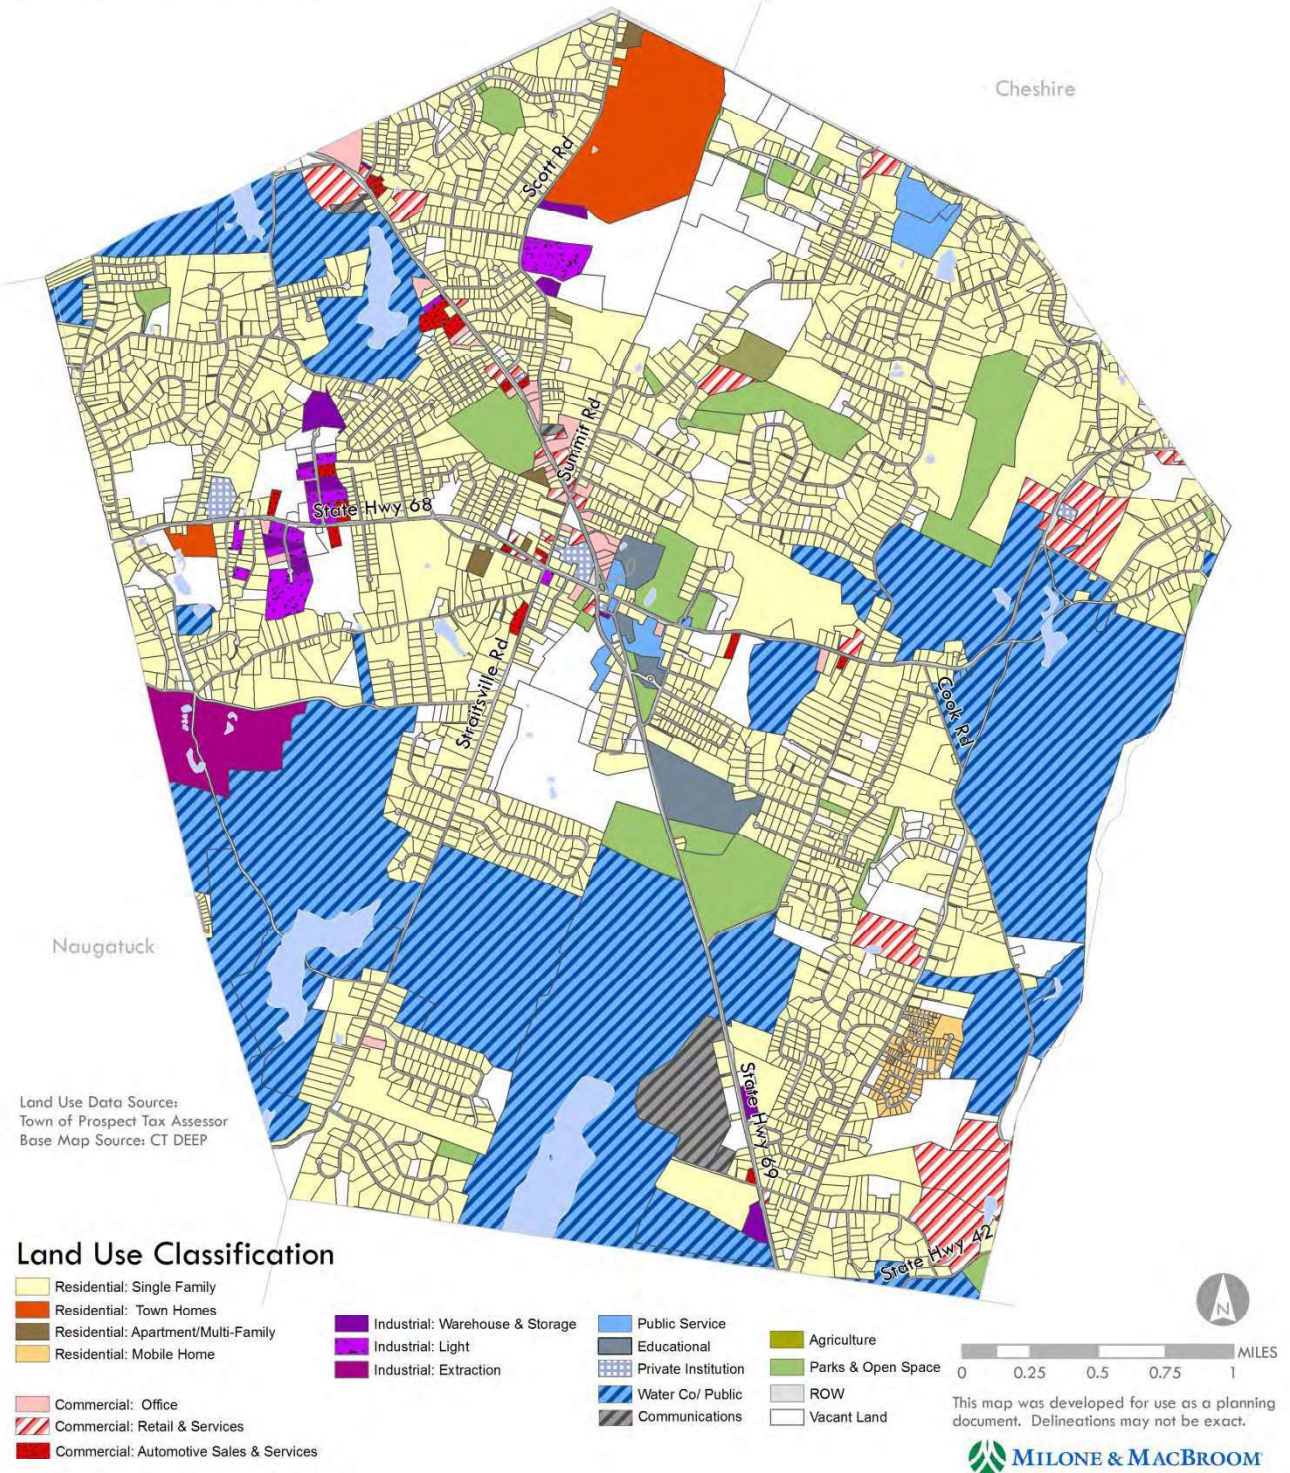 Cheshire
Scott Rd
Summit Rd
State Hwy 68
Straitsville Rd
Cook Rd
Naugatuck
State Hwy 69
Land Use Data Source:
Town of Prospect Tax Assessor
Base Map Source: CT DEEP
State Hwy 42
Land Use Classification
Residential: Single Family
Residential: Town Homes
Residential: Apartment/Multi-Family
Residential: Mobile Home
Commercial: Office
Commercial: Retail & Services
Commercial: Automotive Sales & Services
Industrial: Warehouse & Storage
Industrial: Light
Industrial: Extraction
Public Service
Educational
Private Institution
Water Co/ Public
Communications
Agriculture
Parks & Open Space
ROW
Vacant Land
N
MILES
0 0.25 0.5 0.75 1
This map was developed for use as a planning
document. Delineations may not be exact.
MILONE & MACBROOM